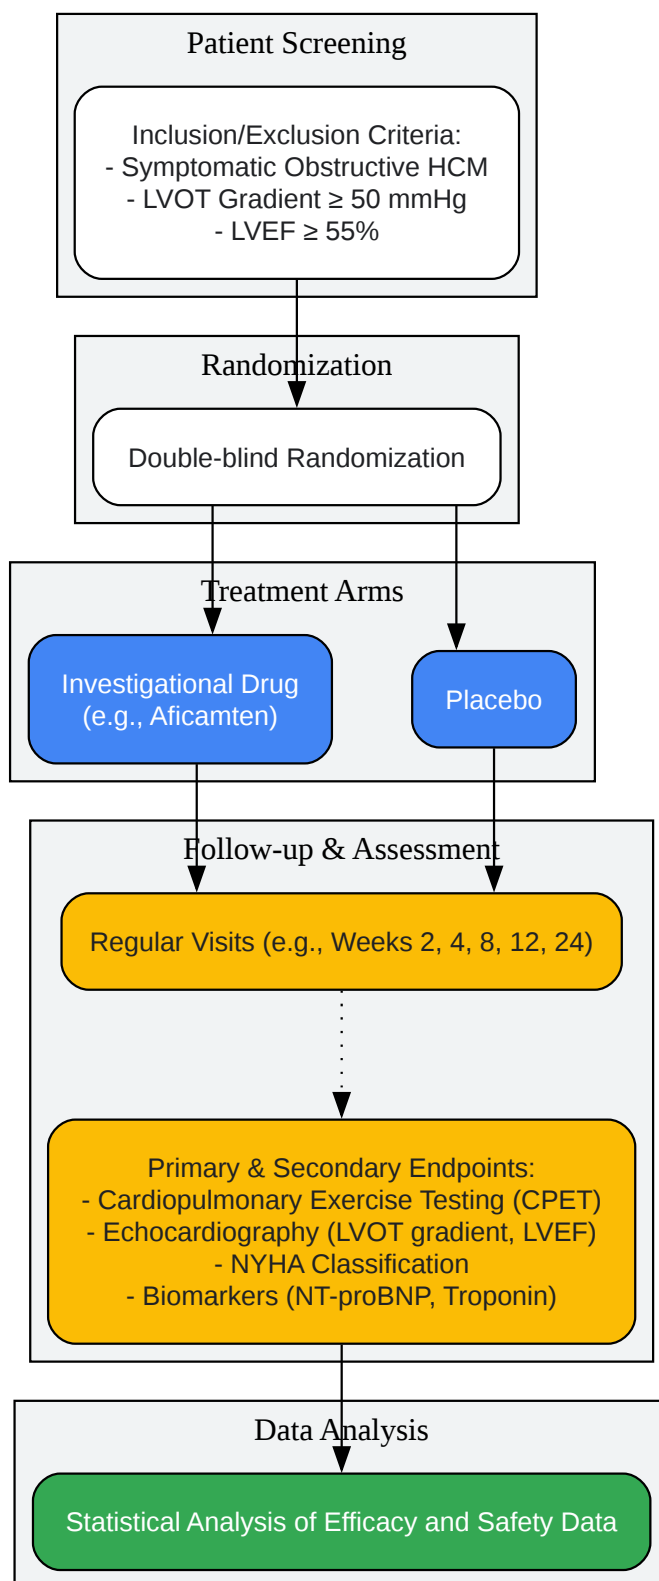 Patient Screening
Inclusion/Exclusion Criteria:
- Symptomatic Obstructive HCM
- LVOT Gradient ≥ 50 mmHg
- LVEF ≥ 55%
Randomization
Double-blind Randomization
Treatment Arms
Investigational Drug
(e.g., Aficamten)
Placebo
Follow-up & Assessment
Regular Visits (e.g., Weeks 2, 4, 8, 12, 24)
Primary & Secondary Endpoints:
- Cardiopulmonary Exercise Testing (CPET)
- Echocardiography (LVOT gradient, LVEF)
- NYHA Classification
- Biomarkers (NT-proBNP, Troponin)
Data Analysis
Statistical Analysis of Efficacy and Safety Data